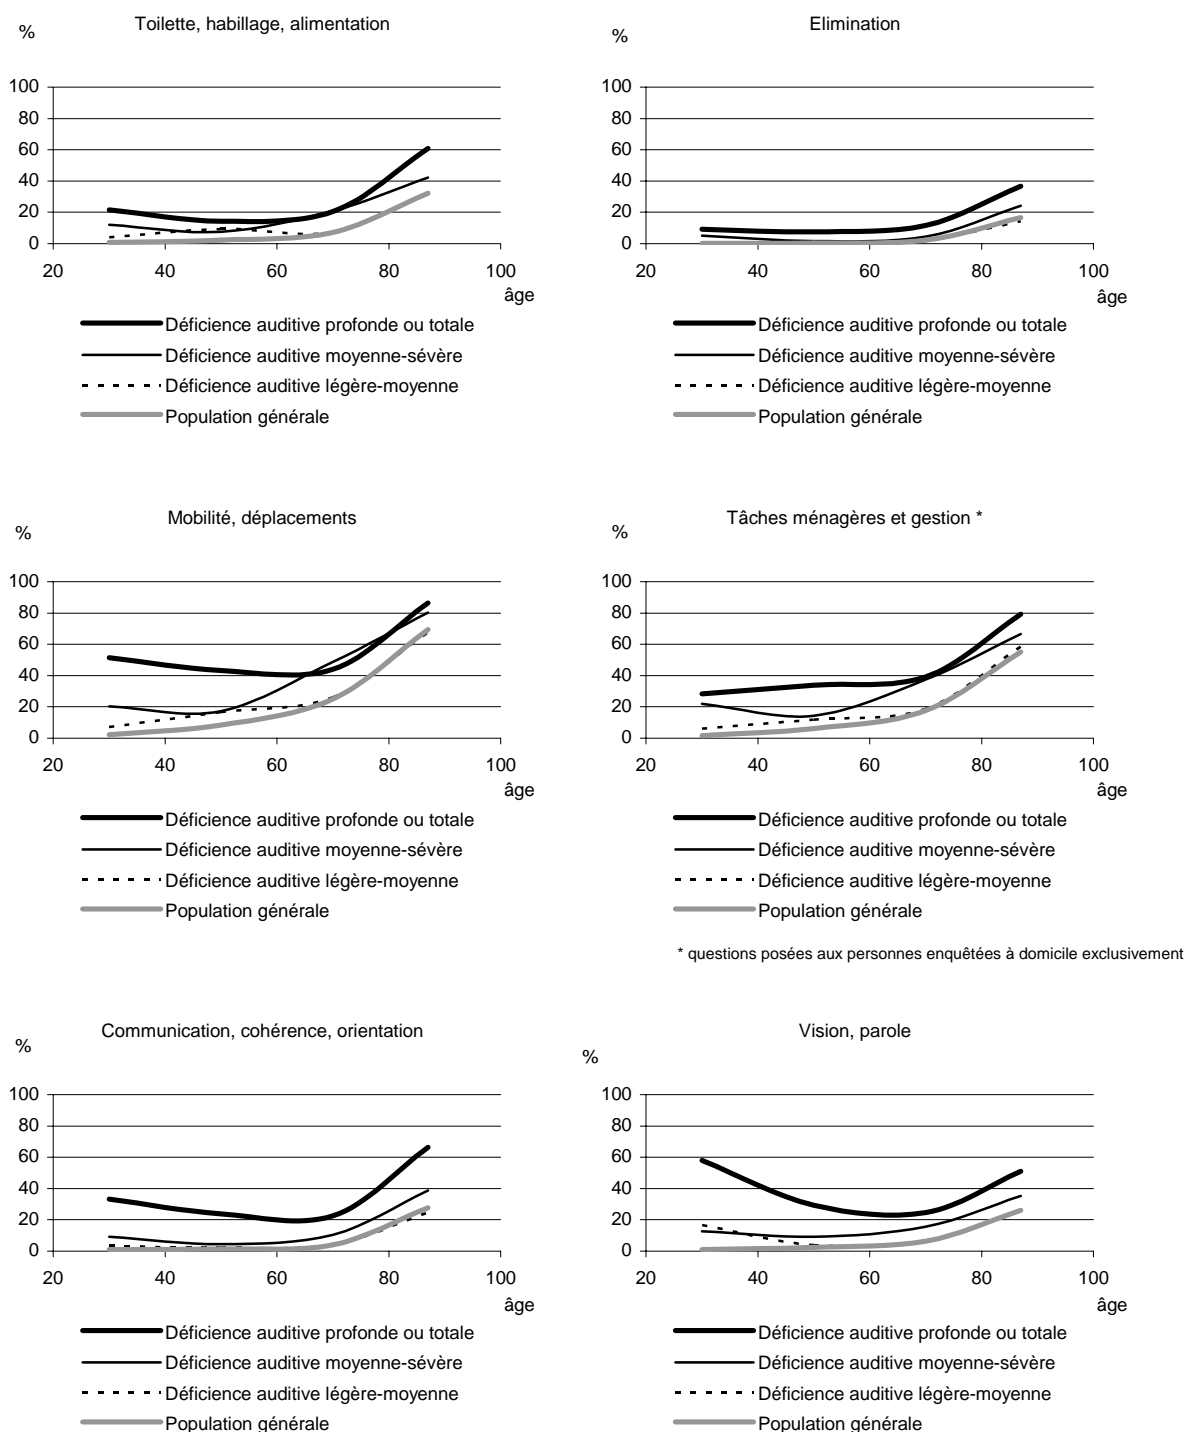 Toilette, habillage, alimentation
%
100
80
60
40
20
0
20 40 60 80 100
âge
Déficience auditive profonde ou totale
Déficience auditive moyenne-sévère
Déficience auditive légère-moyenne
Population générale
Elimination
%
100
80
60
40
20
0
20 40 60 80 100
âge
Déficience auditive profonde ou totale
Déficience auditive moyenne-sévère
Déficience auditive légère-moyenne
Population générale
Mobilité, déplacements
%
100
80
60
40
20
0
20 40 60 80 100
âge
Déficience auditive profonde ou totale
Déficience auditive moyenne-sévère
Déficience auditive légère-moyenne
Population générale
Tâches ménagères et gestion *
%
100
80
60
40
20
0
20 40 60 80 100
âge
Déficience auditive profonde ou totale
Déficience auditive moyenne-sévère
Déficience auditive légère-moyenne
Population générale
* questions posées aux personnes enquêtées à domicile exclusivement
Communication, cohérence, orientation
%
100
80
60
40
20
0
20 40 60 80 100
âge
Déficience auditive profonde ou totale
Déficience auditive moyenne-sévère
Déficience auditive légère-moyenne
Population générale
Vision, parole
%
100
80
60
40
20
0
20 40 60 80 100
âge
Déficience auditive profonde ou totale
Déficience auditive moyenne-sévère
Déficience auditive légère-moyenne
Population générale